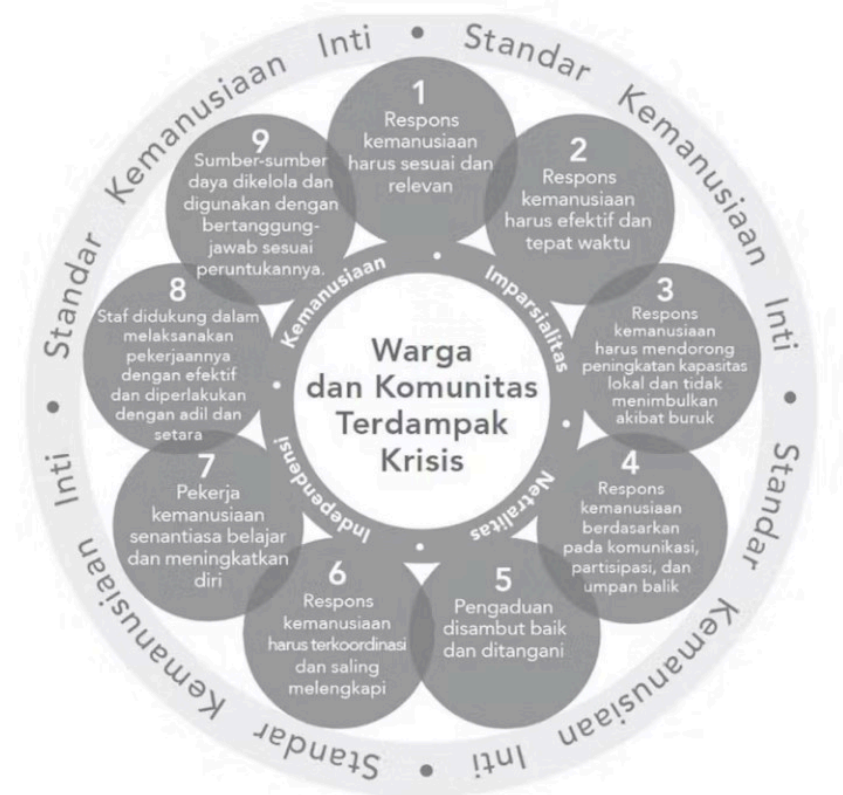 Standar Kemanusiaan Inti • Standar Kemanusiaan Inti • Standar Kemanusiaan Inti • Standar Kemanusiaan Inti •
1
Respons
kemanusiaan
harus sesuai dan
relevan
2
Respons
kemanusiaan
harus efektif dan
tepat waktu
3
Respons
kemanusiaan
harus mendorong
peningkatan kapasitas
lokal dan tidak
menimbulkan
akibat buruk
4
Respons
kemanusiaan
berdasarkan
pada komunikasi,
partisipasi, dan
umpan balik
5
Pengaduan
disambut baik
dan ditangani
6
Respons
kemanusiaan
harus terkoordinasi
dan saling
melengkapi
7
Pekerja
kemanusiaan
senantiasa belajar
dan meningkatkan
diri
8
Staf didukung dalam
melaksanakan
pekerjaannya
dengan efektif
dan diperlakukan
dengan adil dan
setara
9
Sumber-sumber
daya dikelola dan
digunakan dengan
bertanggung-
jawab sesuai
peruntukannya.
Kemanusiaan
Imparsialitas
Netralitas
Independensi
Warga
dan Komunitas
Terdampak
Krisis